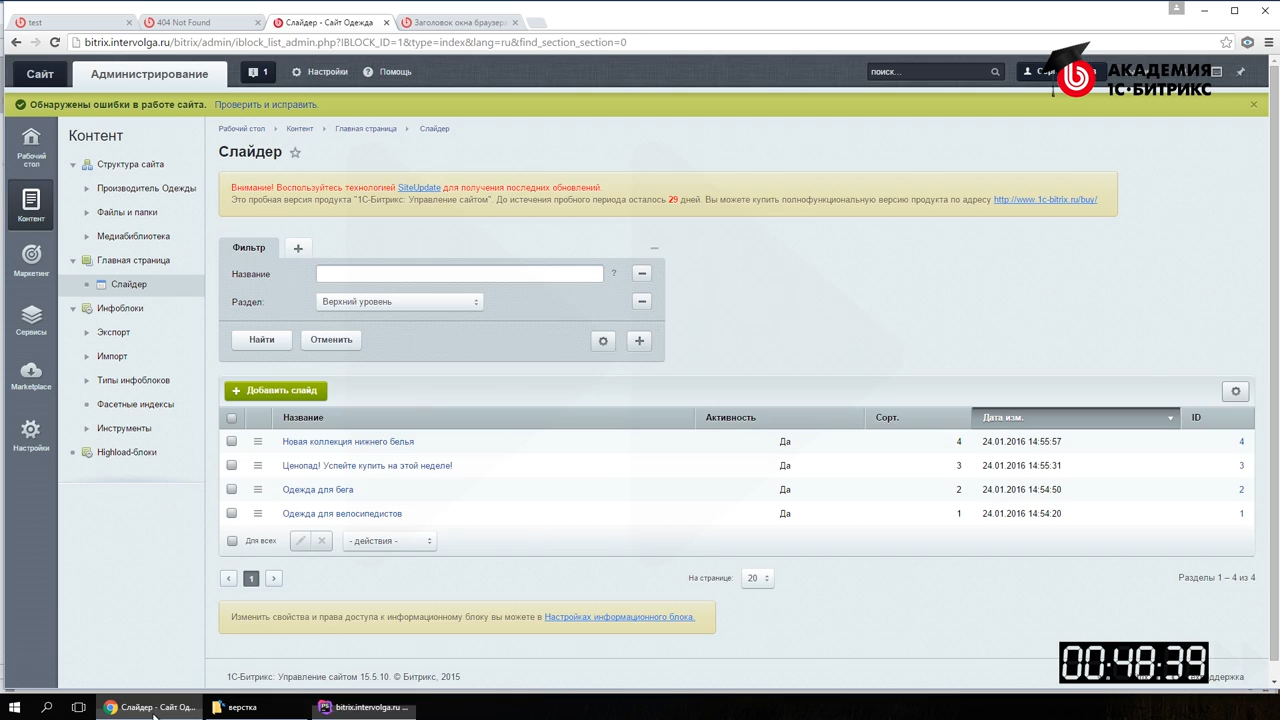 test
404 Not Found
Слайдер - Сайт Одежда
Заголовок окна браузера
bitrix.intervolga.ru/bitrix/admin/iblock_list_admin.php?IBLOCK_ID=1&type=index&lang=ru&find_section_section=0
Сайт
Администрирование
1
Настройки
Помощь
поиск...
АКАДЕМИЯ
1С·БИТРИКС
Обнаружены ошибки в работе сайта. Проверити и исправить.
Рабочий
стол
Контент
Маркетинг
Сервисы
Marketplace
Настройки
Контент
Структура сайта
Производитель Одежды
Файлы и папки
Медиабиблиотека
Главная страница
Слайдер
Инфоблоки
Экспорт
Импорт
Типы инфоблоков
Фасетные индексы
Инструменты
Highload-блоки
Рабочий стол Контент Главная страница Слайдер
Слайдер
Внимание! Воспользуйтесь технологией SiteUpdate для получения последних обновлений.
Это пробная версия продукта "1С-Битрикс: Управление сайтом". До истечения пробного периода осталось 29 дней. Вы можете купить полнофункциональную версию продукта по адресу http://www.1c-bitrix.ru/buy/
Фильтр
Название
?
Раздел: Верхний уровень
Найти
Отменить
Добавить слайд
Название Активность Сорт. Дата изм. ID
Новая коллекция нижнего белья Да 4 24.01.2016 14:55:57 4
Ценопад! Успейте купить на этой неделе! Да 3 24.01.2016 14:55:31 3
Одежда для бега Да 2 24.01.2016 14:54:50 2
Одежда для велосипедистов Да 1 24.01.2016 14:54:20 1
Для всех
- действия -
1
На странице: 20
Разделы 1 – 4 из 4
Изменить свойства и права доступа к информационному блоку вы можете в Настройках информационного блока.
00:48:39
1С-Битрикс: Управление сайтом 15.5.10. © Битрикс, 2015
Слайдер - Сайт Од...
верстка
bitrix.intervolga.ru ...